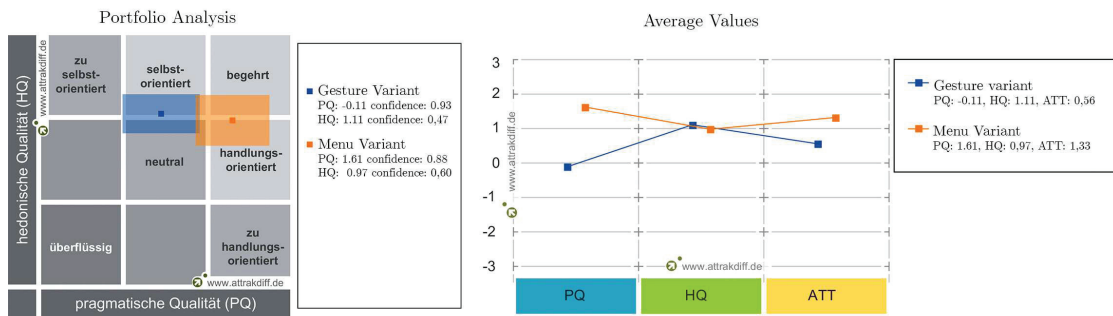 Portfolio Analysis
hedonische Qualität (HQ)
www.attrakdiff.de
zu
selbst-
orientiert
selbst-
orientiert
begehrt
neutral
handlungs-
orientiert
überflüssig
zu
handlungs-
orientiert
www.attrakdiff.de
pragmatische Qualität (PQ)
Gesture Variant
PQ: -0.11 confidence: 0.93
HQ: 1.11 confidence: 0,47
Menu Variant
PQ: 1.61 confidence: 0.88
HQ: 0.97 confidence: 0,60
Average Values
3
2
1
0
-1
-2
-3
www.attrakdiff.de
www.attrakdiff.de
PQ
HQ
ATT
Gesture variant
PQ: -0.11, HQ: 1.11, ATT: 0,56
Menu Variant
PQ: 1.61, HQ: 0,97, ATT: 1,33